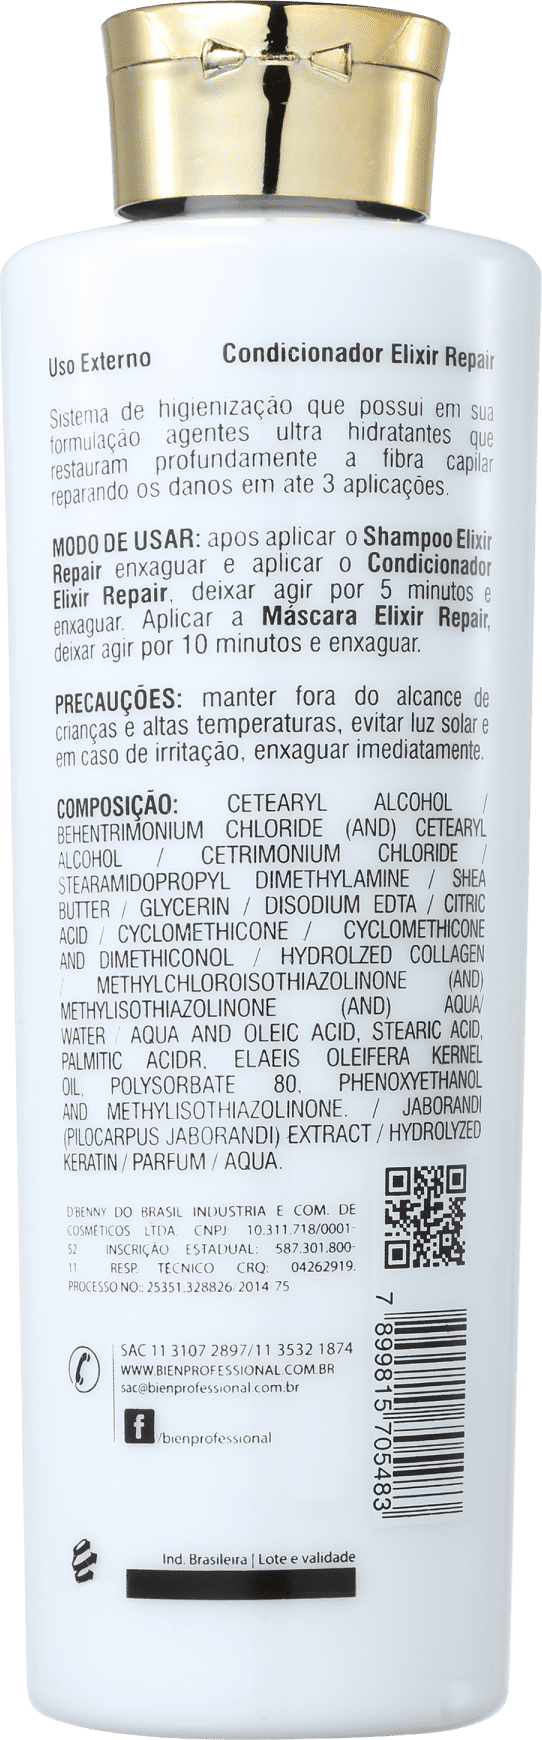 Uso Externo Condicionador Elixir Repair
Sistema de higienização que possui em sua
formulação agentes ultra hidratantes que
restauram profundamente a fibra capilar
reparando os danos em até 3 aplicações.
MODO DE USAR: apos aplicar o Shampoo Elixir
Repair enxaguar e aplicar o Condicionador
Elixir Repair, deixar agir por 5 minutos e
enxaguar. Aplicar a Máscara Elixir Repair,
deixar agir por 10 minutos e enxaguar.
PRECAUÇÕES: manter fora do alcance de
crianças e altas temperaturas, evitar luz solar e
em caso de irritação, enxaguar imediatamente.
COMPOSIÇÃO: CETEARYL ALCOHOL /
BEHENTRIMONIUM CHLORIDE (AND) CETEARYL
ALCOHOL / CETRIMONIUM CHLORIDE /
STEARAMIDOPROPYL DIMETHYLAMINE / SHEA
BUTTER / GLYCERIN / DISODIUM EDTA / CITRIC
ACID / CYCLOMETHICONE / CYCLOMETHICONE
AND DIMETHICONOL / HYDROLZED COLLAGEN
/ METHYLCHLOROISOTHIAZOLINONE (AND)
METHYLISOTHIAZOLINONE (AND) AQUA/
WATER / AQUA AND OLEIC ACID, STEARIC ACID,
PALMITIC ACIDR, ELAEIS OLEIFERA KERNEL
OIL, POLYSORBATE 80, PHENOXYETHANOL
AND METHYLISOTHIAZOLINONE. / JABORANDI
(PILOCARPUS JABORANDI) EXTRACT / HYDROLYZED
KERATIN / PARFUM / AQUA.
D'BENNY DO BRASIL INDUSTRIA E COM. DE
COSMÉTICOS LTDA. CNPJ: 10.311.718/0001-
52 INSCRIÇÃO ESTADUAL: 587.301.800-
11 RESP. TÉCNICO CRQ: 04262919.
PROCESSO NO.: 25351.328826/2014-75
SAC 11 3107 2897/11 3532 1874
WWW.BIENPROFESSIONAL.COM.BR
sac@bienprofessional.com.br
f /bienprofessional
7 899815 705483
Ind. Brasileira | Lote e validade